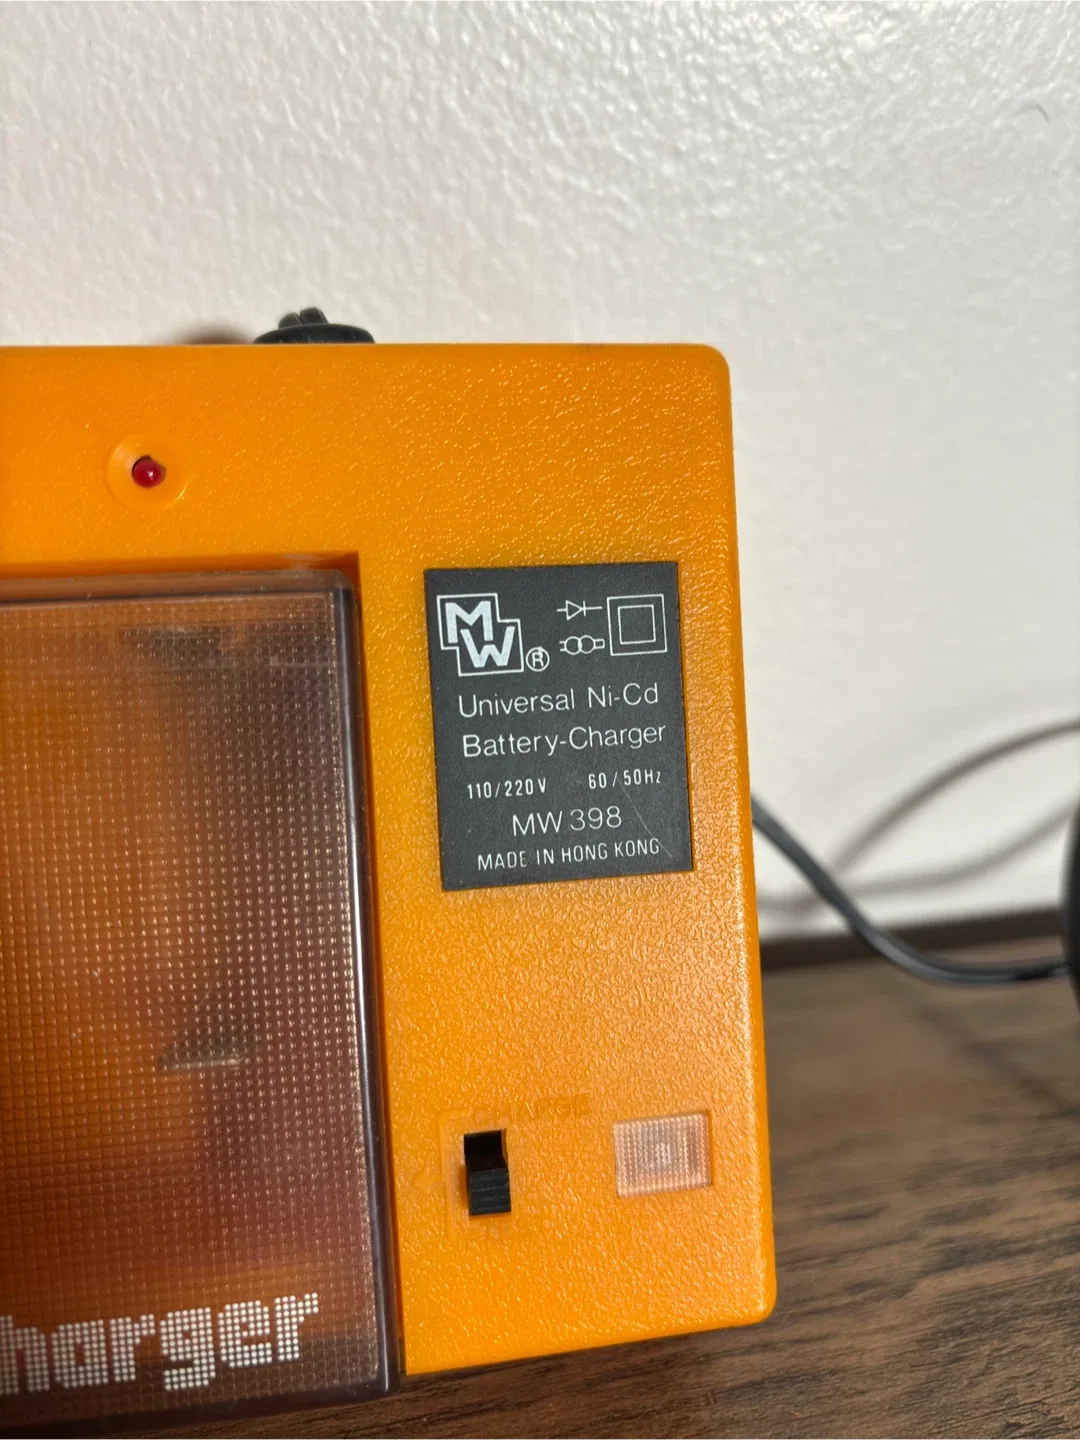 MW®
Universal Ni-Cd
Battery-Charger
110/220V 60/50Hz
MW 398
MADE IN HONG KONG
harger